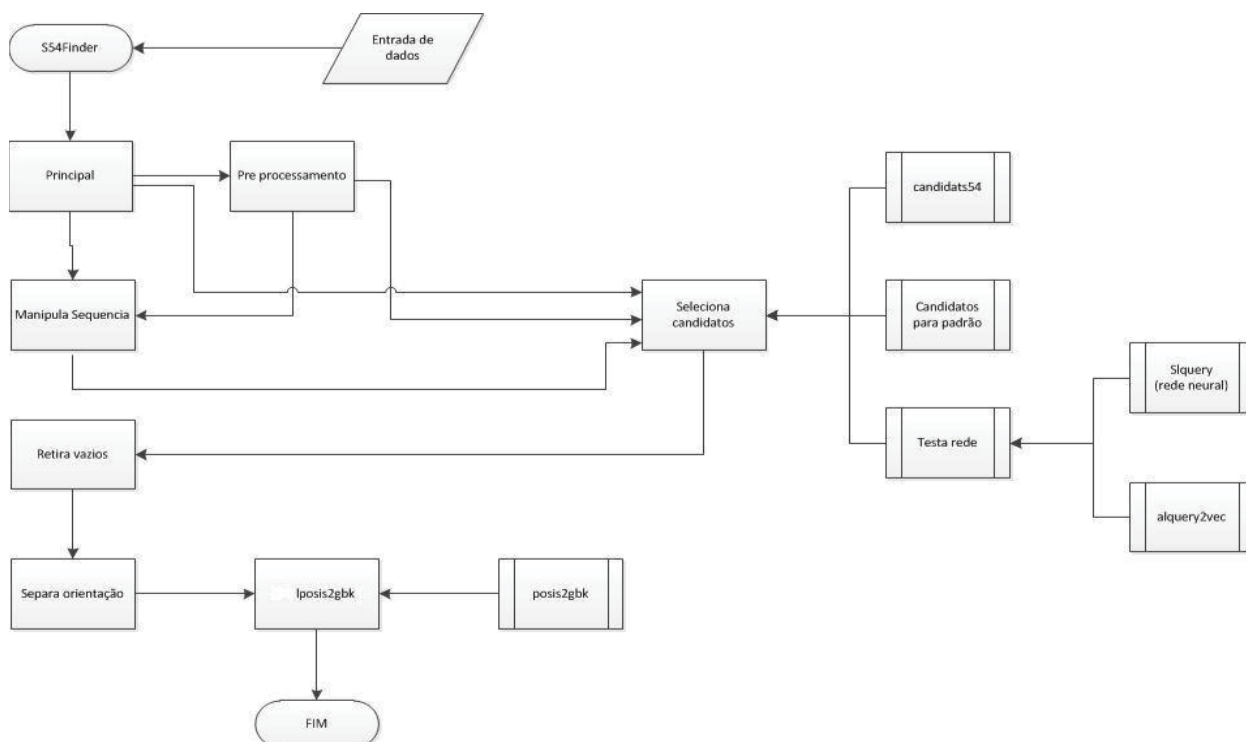 S54Finder
Entrada de
dados
Principal
Pre processamento
candidats54
Manipula Sequencia
Seleciona
candidatos
Candidatos
para padrão
Slquery
(rede neural)
Retira vazios
Testa rede
alquery2vec
Separa orientação
lposis2gbk
posis2gbk
FIM